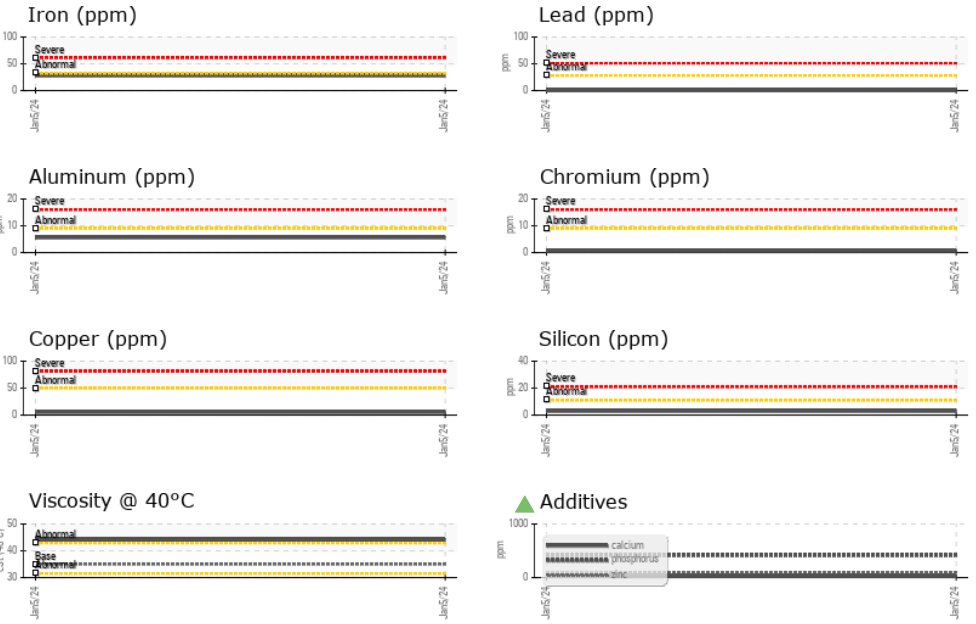 Iron (ppm)
100
50
0
Severe
Abnormal
Jan5/24
Jan5/24
Lead (ppm)
ppm
100
50
0
Severe
Abnormal
Jan5/24
Jan5/24
Aluminum (ppm)
ppm
20
10
0
Severe
Abnormal
Jan5/24
Jan5/24
Chromium (ppm)
ppm
20
10
0
Severe
Abnormal
Jan5/24
Jan5/24
Copper (ppm)
100
50
0
Severe
Abnormal
Jan5/24
Jan5/24
Silicon (ppm)
ppm
40
20
0
Severe
Abnormal
Jan5/24
Jan5/24
Viscosity @ 40°C
cSt (40°C)
50
40
30
Abnormal
Base
Abnormal
Jan5/24
Jan5/24
Additives
ppm
1000
0
calcium
phosphorus
zinc
Jan5/24
Jan5/24